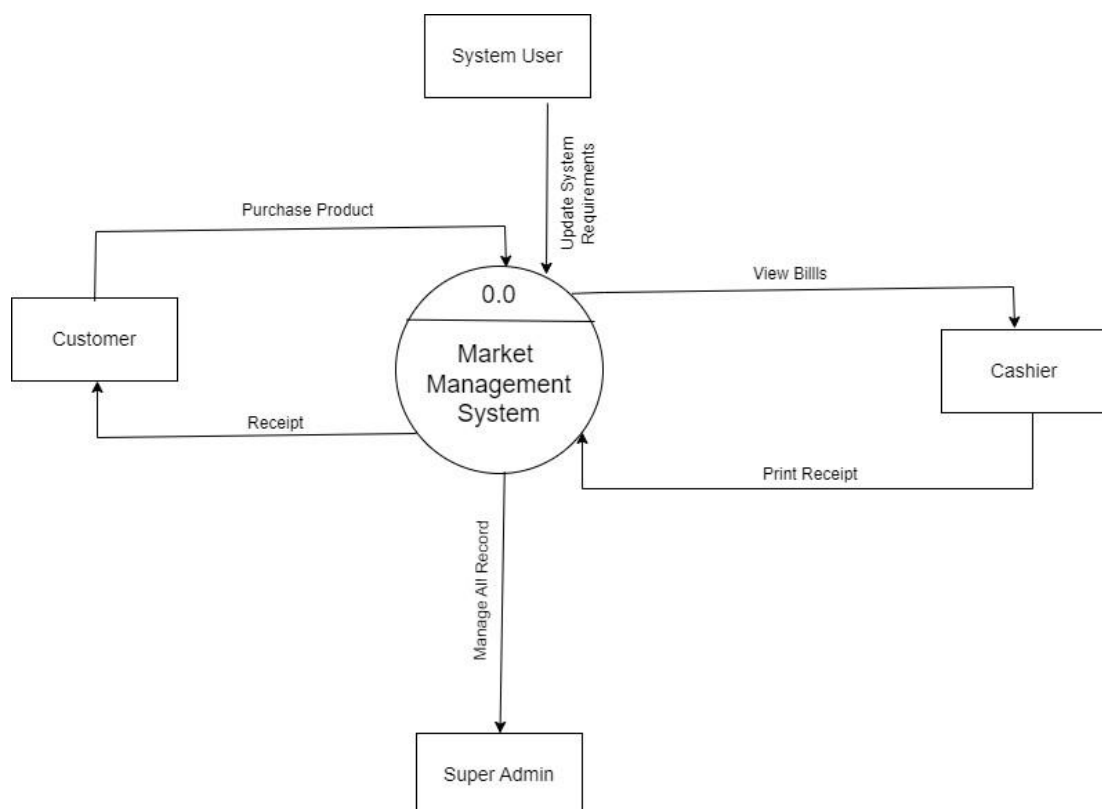 System User
Update System
Requirements
Purchase Product
View Billls
0.0
Customer
Market
Management
System
Cashier
Receipt
Print Receipt
Manage All Record
Super Admin